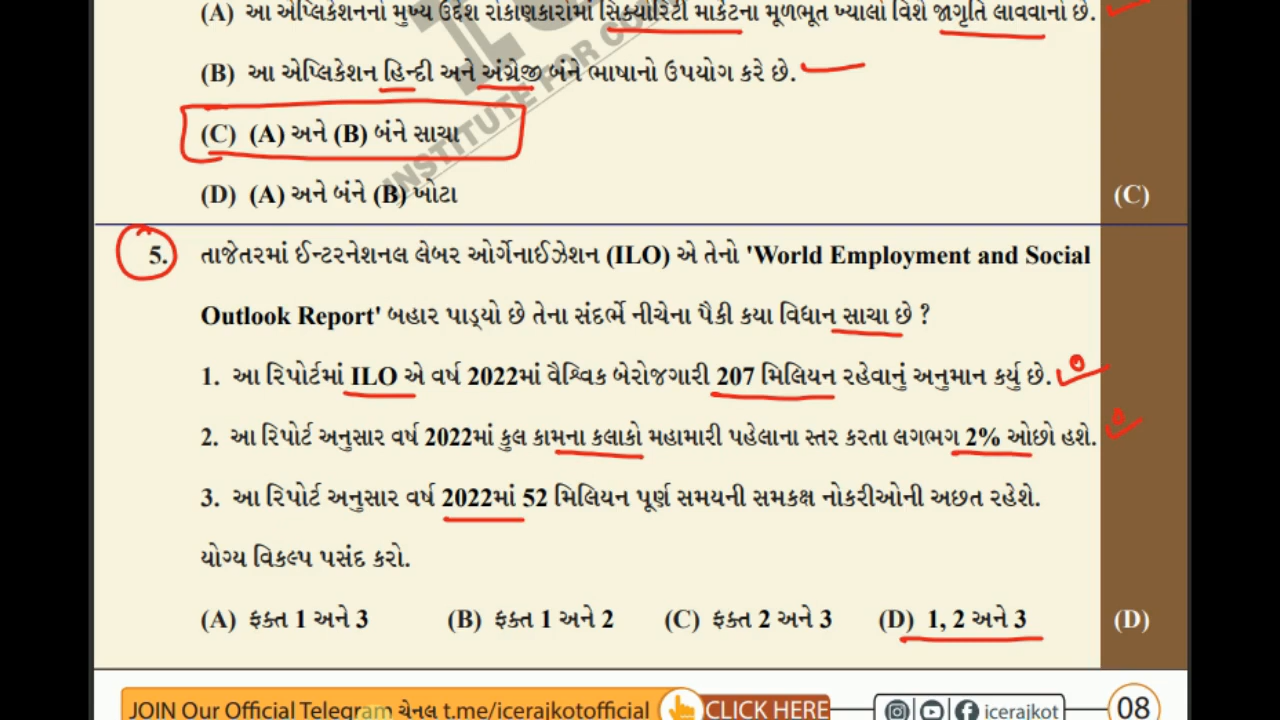 (A) આ એપ્લિકેશનનો મુખ્ય ઉદ્દેશ રોકાણકારોમાં સિક્યોરિટી માર્કેટના મૂળભૂત ખ્યાલો વિશે જાગૃતિ લાવવાનો છે.
(B) આ એપ્લિકેશન હિન્દી અને અંગ્રેજી બંને ભાષાનો ઉપયોગ કરે છે.
(C) (A) અને (B) બંને સાચા
(D) (A) અને બંને (B) ખોટા (C)
INSTITUTE FOR
5. તાજેતરમાં ઈન્ટરનેશનલ લેબર ઓર્ગેનાઈઝેશન (ILO) એ તેનો 'World Employment and Social
Outlook Report' બહાર પાડ્યો છે તેના સંદર્ભે નીચેના પૈકી કયા વિધાન સાચા છે ?
1. આ રિપોર્ટમાં ILO એ વર્ષ 2022માં વૈશ્વિક બેરોજગારી 207 મિલિયન રહેવાનું અનુમાન કર્યુ છે.
2. આ રિપોર્ટ અનુસાર વર્ષ 2022માં કુલ કામના કલાકો મહામારી પહેલાના સ્તર કરતા લગભગ 2% ઓછો હશે.
3. આ રિપોર્ટ અનુસાર વર્ષ 2022માં 52 મિલિયન પૂર્ણ સમયની સમકક્ષ નોકરીઓની અછત રહેશે.
યોગ્ય વિકલ્પ પસંદ કરો.
(A) ફક્ત 1 અને 3 (B) ફક્ત 1 અને 2 (C) ફક્ત 2 અને 3 (D) 1, 2 અને 3 (D)
JOIN Our Official Telegram ચેનલ t.me/icerajkotofficial CLICK HERE icerajkot 08